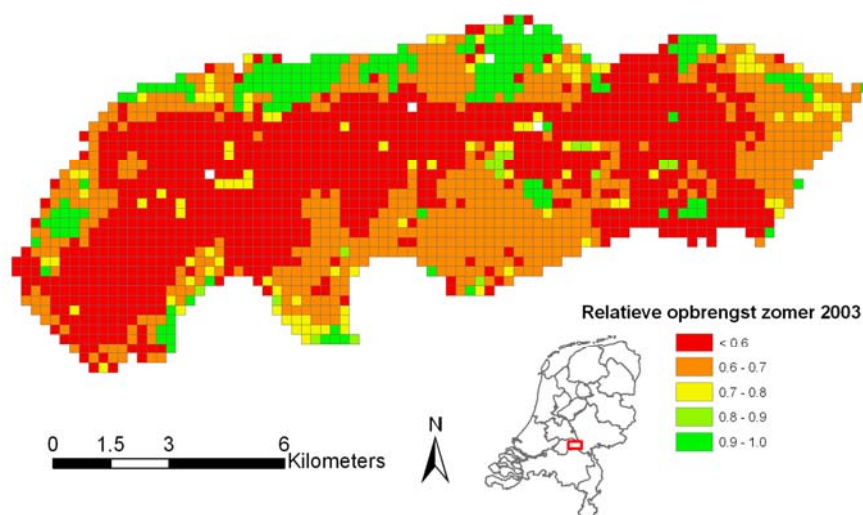 Relatieve opbrengst zomer 2003
< 0.6
0.6 - 0.7
0.7 - 0.8
0.8 - 0.9
0.9 - 1.0
N
0 1.5 3 6
Kilometers